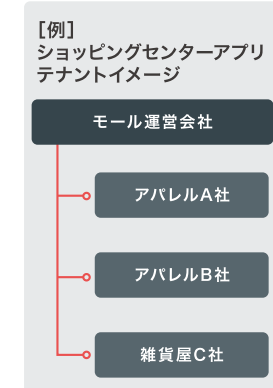 ［例］
ショッピングセンターアプリ
テナントイメージ
モール運営会社
アパレルA社
アパレルB社
雑貨屋C社